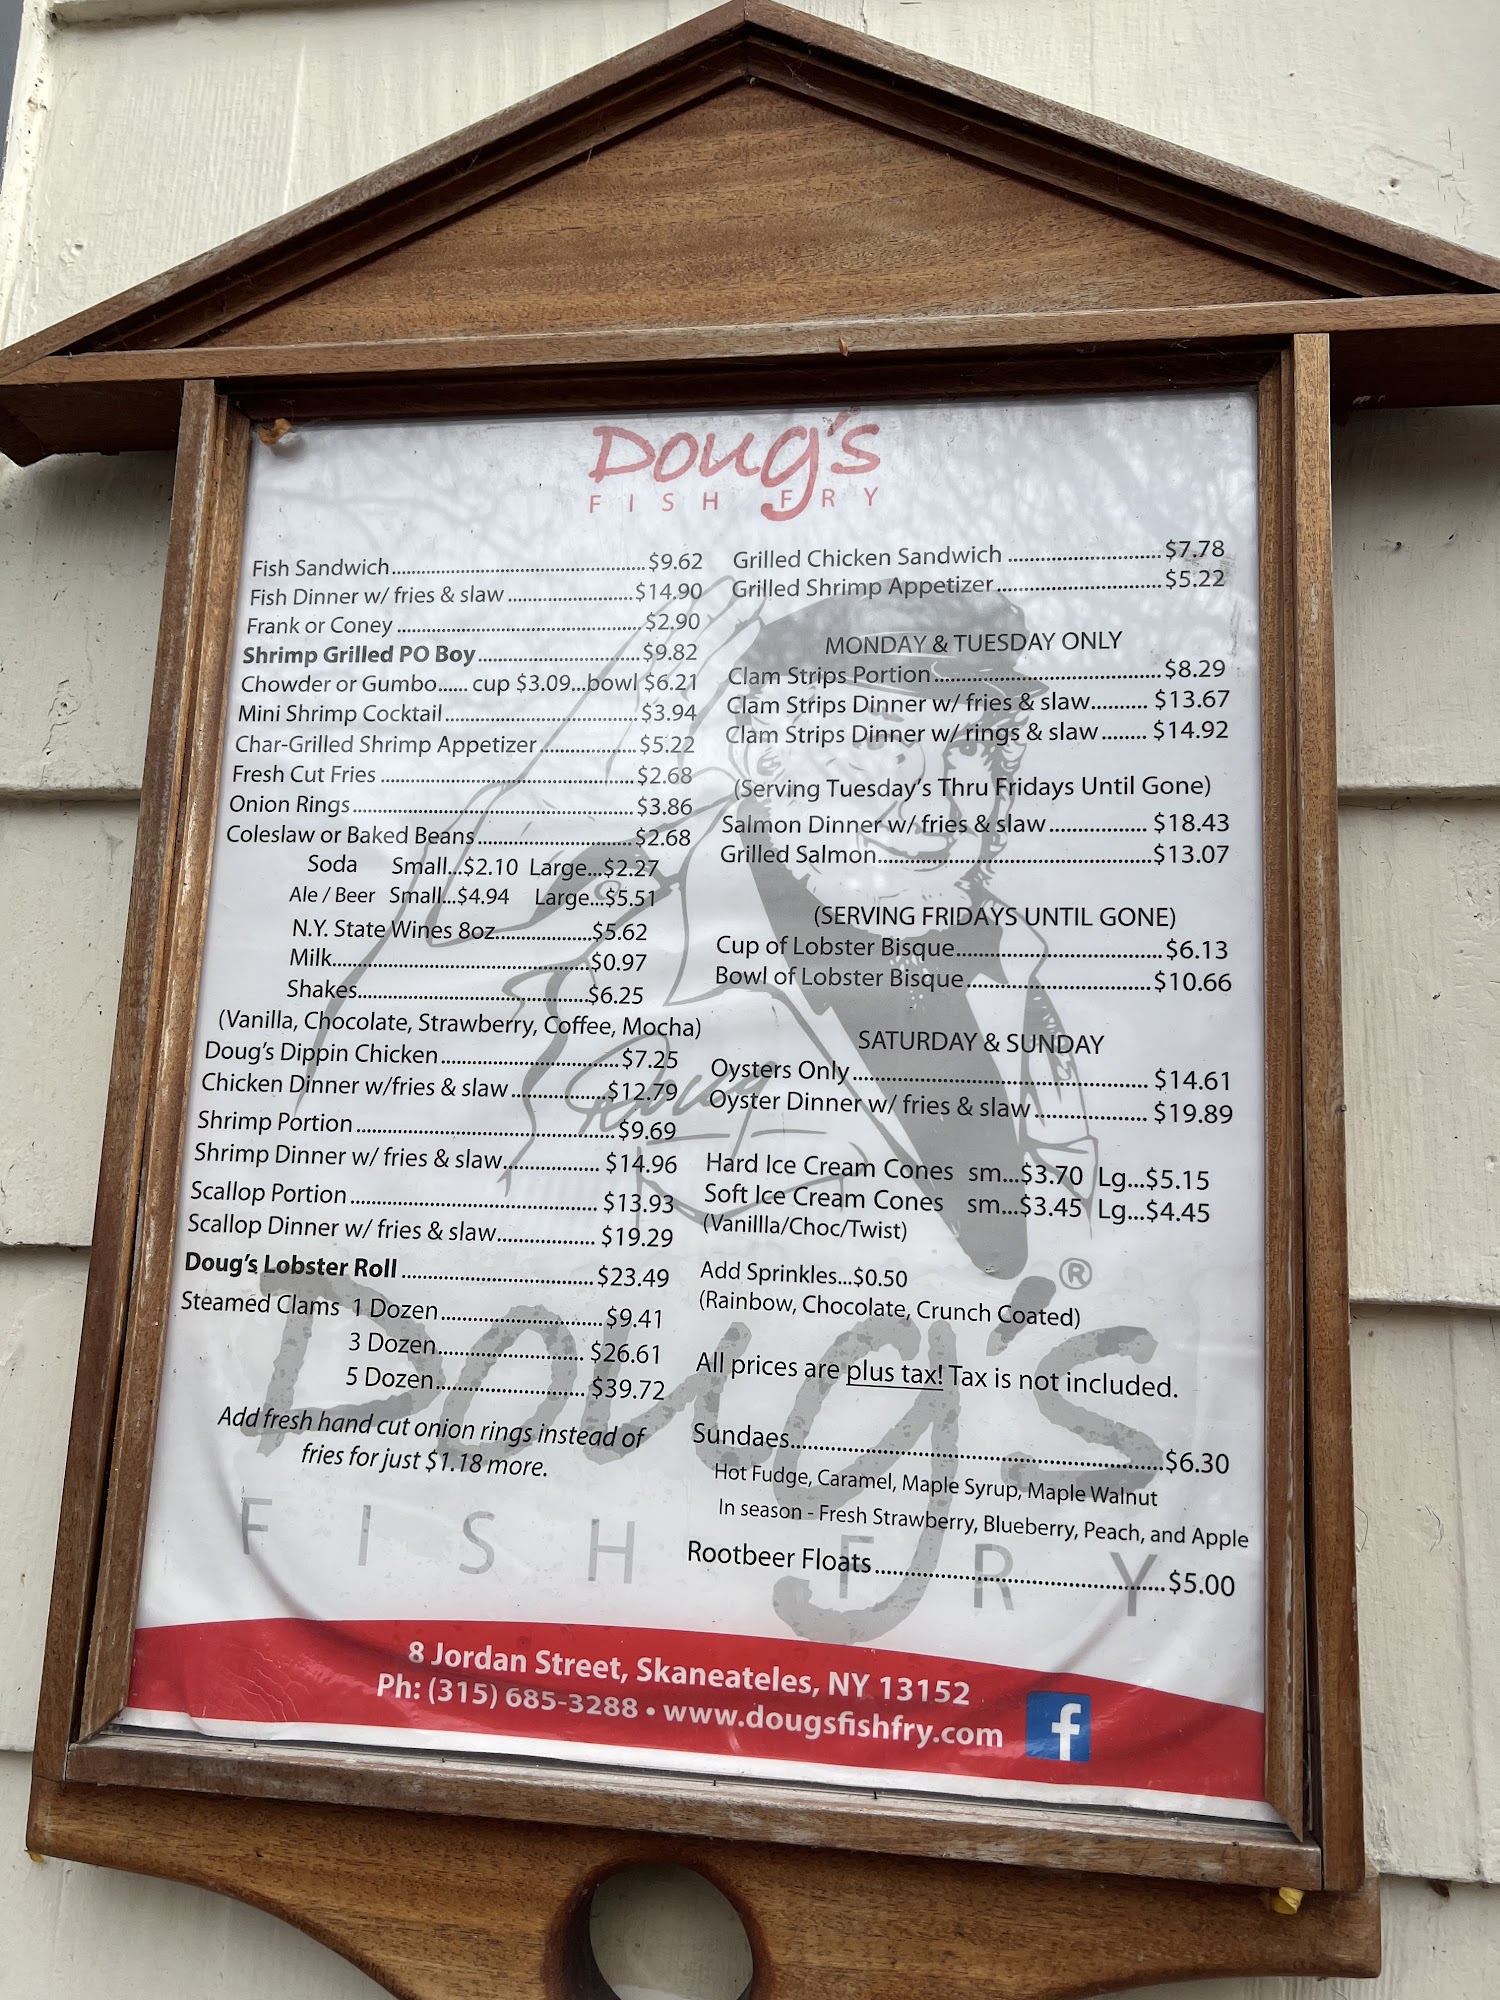 Doug's
FISH FRY
Fish Sandwich..........$9.62
Fish Dinner w/ fries & slaw..........$14.90
Frank or Coney..........$2.90
Shrimp Grilled PO Boy..........$9.82
Chowder or Gumbo...... cup $3.09...bowl $6.21
Mini Shrimp Cocktail..........$3.94
Char-Grilled Shrimp Appetizer..........$5.22
Fresh Cut Fries..........$2.68
Onion Rings..........$3.86
Coleslaw or Baked Beans..........$2.68
Soda Small...$2.10 Large...$2.27
Ale / Beer Small...$4.94 Large...$5.51
N.Y. State Wines 8oz..........$5.62
Milk..........$0.97
Shakes..........$6.25
(Vanilla, Chocolate, Strawberry, Coffee, Mocha)
Doug's Dippin Chicken..........$7.25
Chicken Dinner w/fries & slaw..........$12.79
Shrimp Portion..........$9.69
Shrimp Dinner w/ fries & slaw..........$14.96
Scallop Portion..........$13.93
Scallop Dinner w/ fries & slaw..........$19.29
Doug's Lobster Roll..........$23.49
Steamed Clams 1 Dozen..........$9.41
3 Dozen..........$26.61
5 Dozen..........$39.72
Add fresh hand cut onion rings instead of
fries for just $1.18 more.
Grilled Chicken Sandwich..........$7.78
Grilled Shrimp Appetizer..........$5.22
MONDAY & TUESDAY ONLY
Clam Strips Portion..........$8.29
Clam Strips Dinner w/ fries & slaw..........$13.67
Clam Strips Dinner w/ rings & slaw........$14.92
(Serving Tuesday's Thru Fridays Until Gone)
Salmon Dinner w/ fries & slaw..........$18.43
Grilled Salmon..........$13.07
(SERVING FRIDAYS UNTIL GONE)
Cup of Lobster Bisque..........$6.13
Bowl of Lobster Bisque..........$10.66
SATURDAY & SUNDAY
Oysters Only..........$14.61
Oyster Dinner w/ fries & slaw..........$19.89
Hard Ice Cream Cones sm...$3.70 Lg...$5.15
Soft Ice Cream Cones sm...$3.45 Lg...$4.45
(Vanillla/Choc/Twist)
Add Sprinkles...$0.50
(Rainbow, Chocolate, Crunch Coated)
All prices are plus tax! Tax is not included.
Sundaes..........$6.30
Hot Fudge, Caramel, Maple Syrup, Maple Walnut
In season - Fresh Strawberry, Blueberry, Peach, and Apple
Rootbeer Floats..........$5.00
Doug
Doug's ®
FISH FRY
8 Jordan Street, Skaneateles, NY 13152
Ph: (315) 685-3288 • www.dougsfishfry.com
f